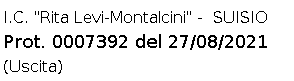 I.C. "Rita Levi-Montalcini" - SUISIO
Prot. 0007392 del 27/08/2021
(Uscita)